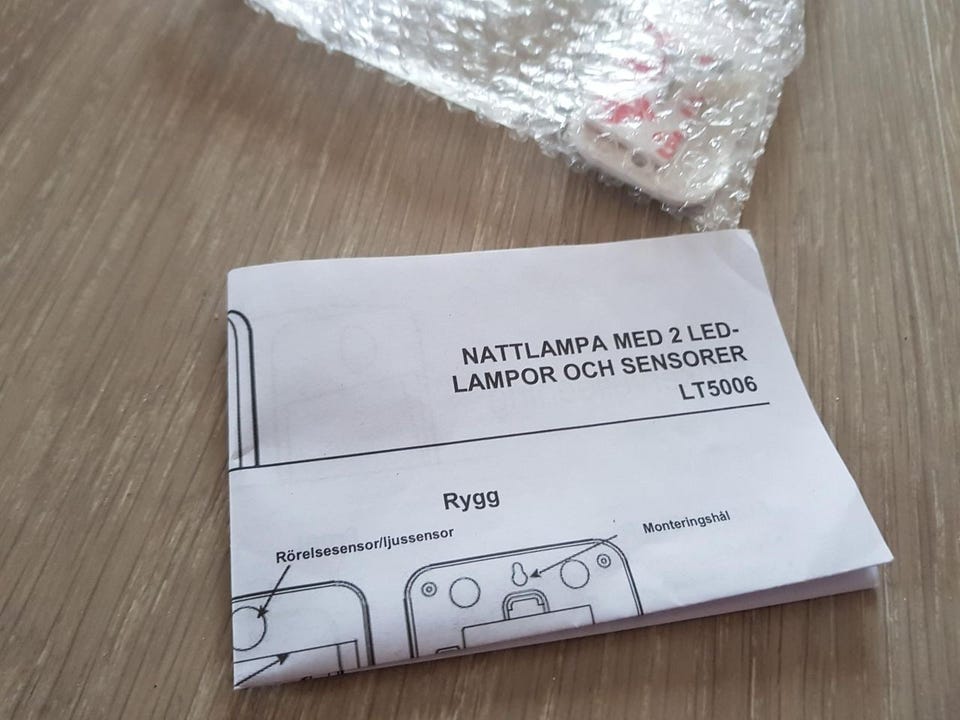 NATTLAMPA MED 2 LED-
LAMPOR OCH SENSORER
LT5006
Rygg
Rörelsesensor/ljussensor
Monteringshål